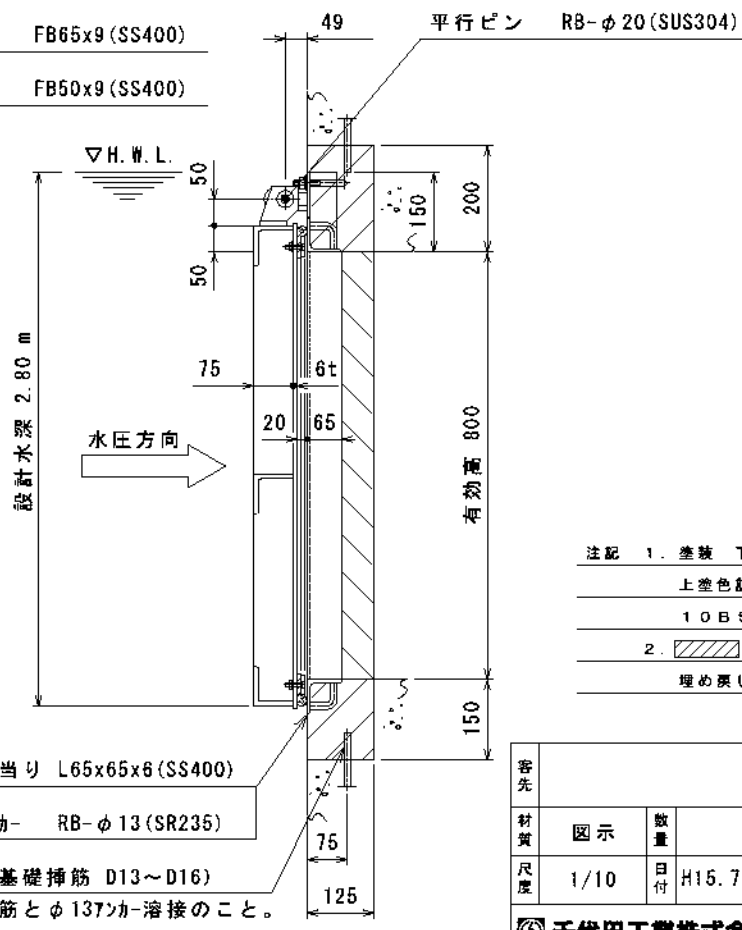 FB65x9(SS400)
49
平行ピン RB-φ20(SUS304)
FB50x9(SS400)
▽H.W.L.
50
150
200
50
設計水深 2.80 m
75
6t
20
65
水圧方向
有効高 800
注記 1. 塗装
上塗色
10B
2.
埋め戻し
150
当り L65x65x6(SS400)
RB-φ13(SR235)
75
基礎挿筋 D13~D16)
筋とφ13アンカー溶接のこと。
125
客先
材質 図示 数量
尺度 1/10 日付 H15.7
千代田工業株式会